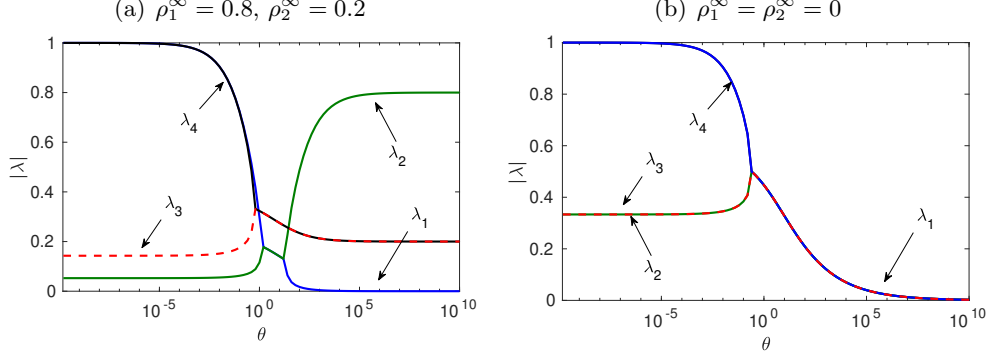 (a) ρ₁^∞ = 0.8, ρ₂^∞ = 0.2
1
0.8
0.6
0.4
0.2
0
|λ|
λ₄
λ₃
λ₂
λ₁
10⁻⁵
10⁰
10⁵
10¹⁰
θ
(b) ρ₁^∞ = ρ₂^∞ = 0
1
0.8
0.6
0.4
0.2
0
|λ|
λ₄
λ₃
λ₂
λ₁
10⁻⁵
10⁰
10⁵
10¹⁰
θ